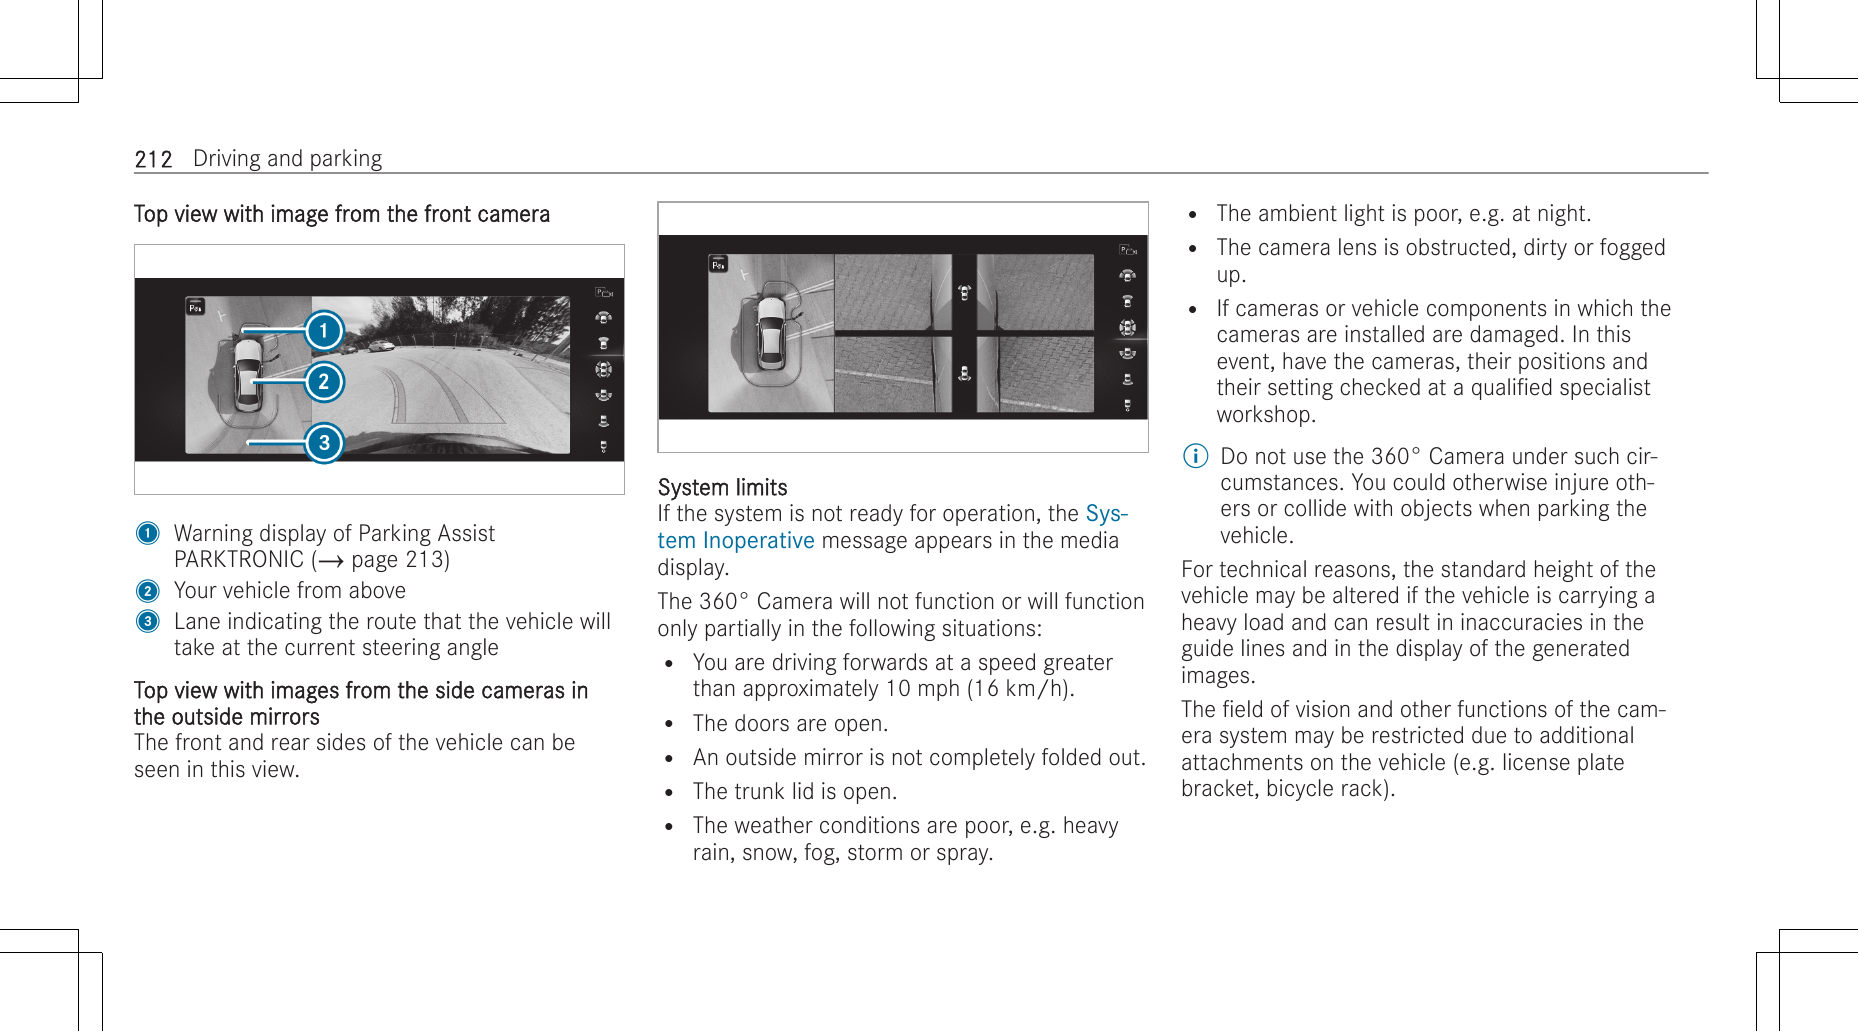 212 Driving and parking
Top view with image from the front camera
1
2
3
1 Warning display of Parking Assist
PARKTRONIC (→ page 213)
2 Your vehicle from above
3 Lane indicating the route that the vehicle will
take at the current steering angle
Top view with images from the side cameras in
the outside mirrors
The front and rear sides of the vehicle can be
seen in this view.
System limits
If the system is not ready for operation, the Sys-
tem Inoperative message appears in the media
display.
The 360° Camera will not function or will function
only partially in the following situations:
• You are driving forwards at a speed greater
than approximately 10 mph (16 km/h).
• The doors are open.
• An outside mirror is not completely folded out.
• The trunk lid is open.
• The weather conditions are poor, e.g. heavy
rain, snow, fog, storm or spray.
• The ambient light is poor, e.g. at night.
• The camera lens is obstructed, dirty or fogged
up.
• If cameras or vehicle components in which the
cameras are installed are damaged. In this
event, have the cameras, their positions and
their setting checked at a qualified specialist
workshop.
i Do not use the 360° Camera under such cir-
cumstances. You could otherwise injure oth-
ers or collide with objects when parking the
vehicle.
For technical reasons, the standard height of the
vehicle may be altered if the vehicle is carrying a
heavy load and can result in inaccuracies in the
guide lines and in the display of the generated
images.
The field of vision and other functions of the cam-
era system may be restricted due to additional
attachments on the vehicle (e.g. license plate
bracket, bicycle rack).